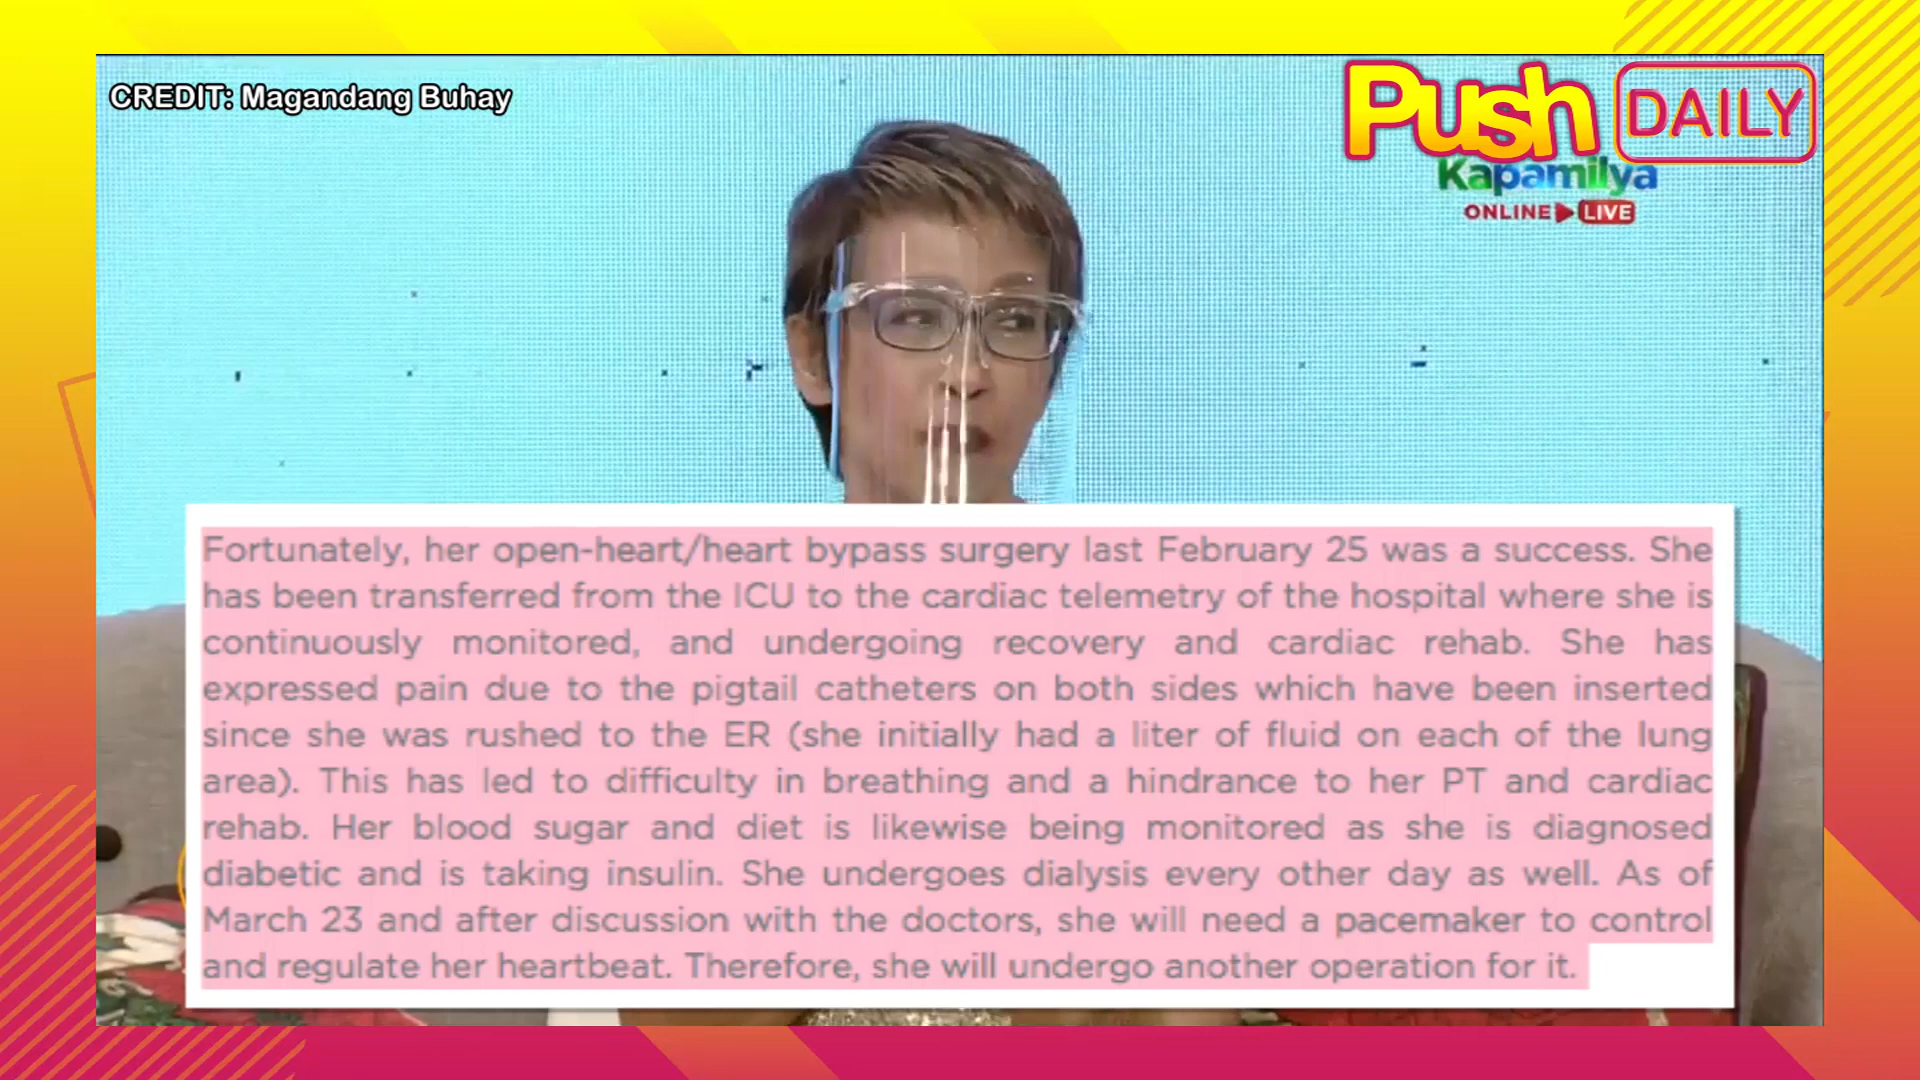 CREDIT: Magandang Buhay
Push DAILY
Kapamilya
ONLINE LIVE
Fortunately, her open-heart/heart bypass surgery last February 25 was a success. She
has been transferred from the ICU to the cardiac telemetry of the hospital where she is
continuously monitored, and undergoing recovery and cardiac rehab. She has
expressed pain due to the pigtail catheters on both sides which have been inserted
since she was rushed to the ER (she initially had a liter of fluid on each of the lung
area). This has led to difficulty in breathing and a hindrance to her PT and cardiac
rehab. Her blood sugar and diet is likewise being monitored as she is diagnosed
diabetic and is taking insulin. She undergoes dialysis every other day as well. As of
March 23 and after discussion with the doctors, she will need a pacemaker to control
and regulate her heartbeat. Therefore, she will undergo another operation for it.